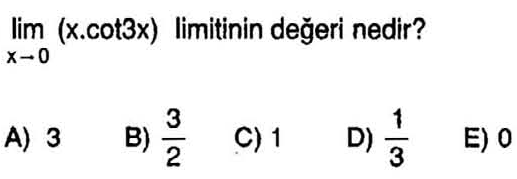 lim (x.cot3x) limitinin değeri nedir?
x→0
A) 3 B) 3/2 C) 1 D) 1/3 E) 0